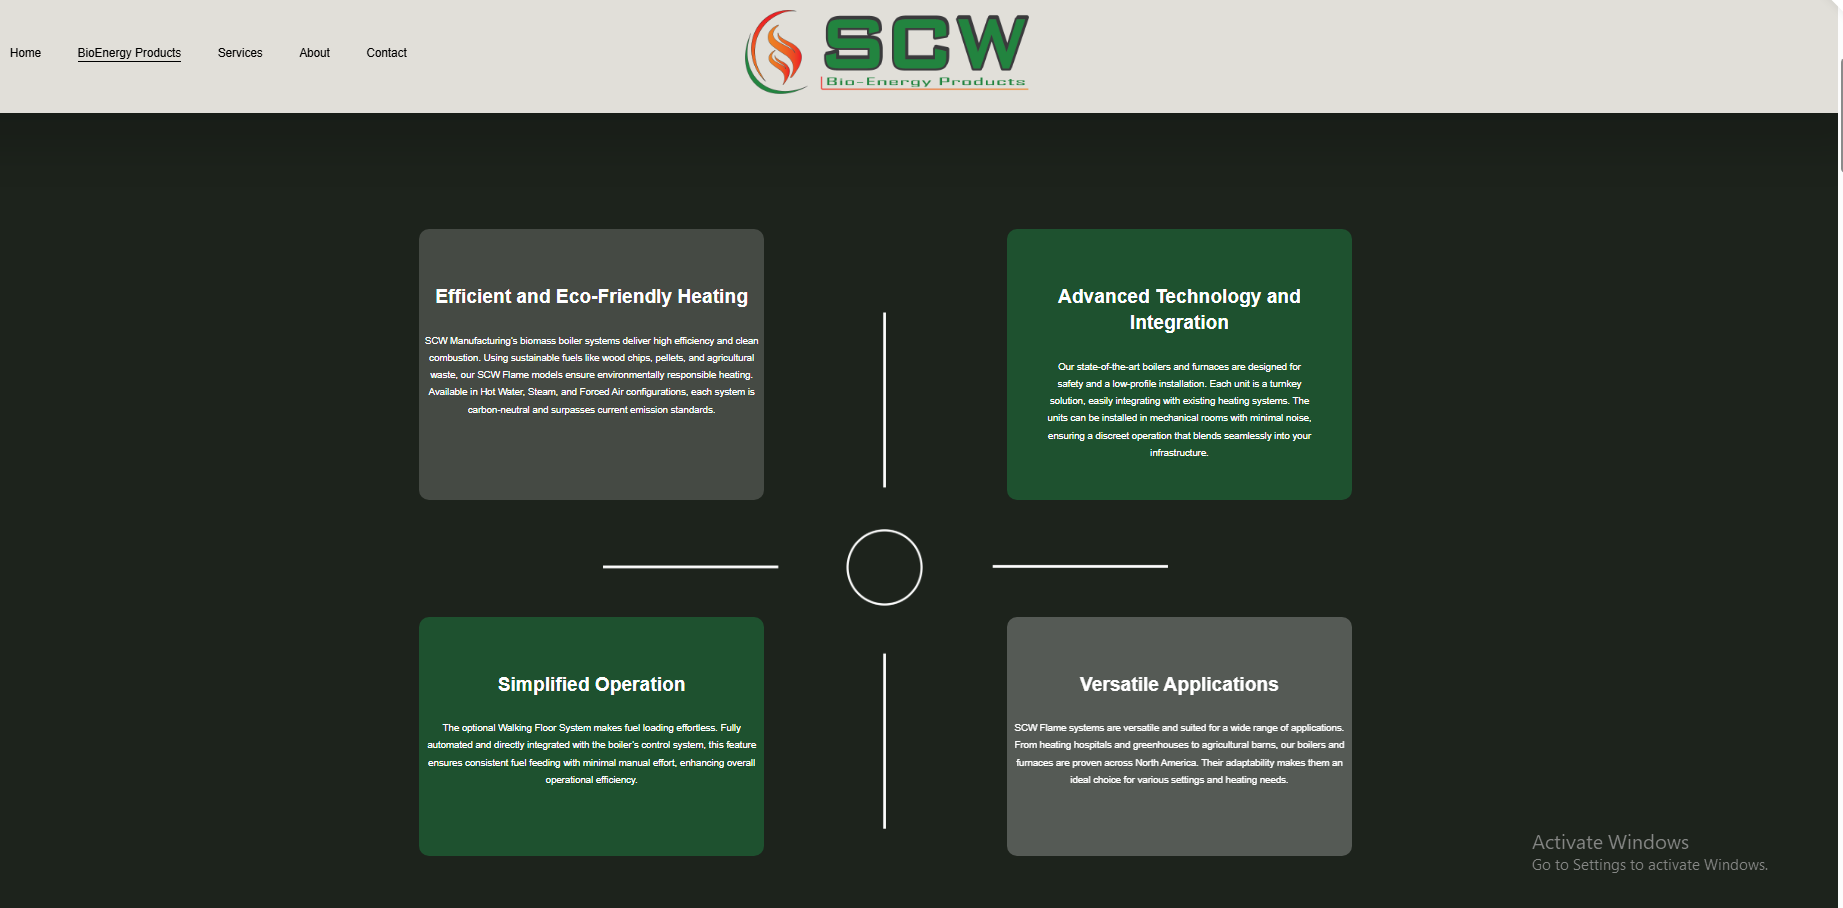 Home
BioEnergy Products
Services
About
Contact
SCW
Bio-Energy Products
Efficient and Eco-Friendly Heating
SCW Manufacturing's biomass boiler systems deliver high efficiency and clean
combustion. Using sustainable fuels like wood chips, pellets, and agricultural
waste, our SCW Flame models ensure environmentally responsible heating.
Available in Hot Water, Steam, and Forced Air configurations, each system is
carbon-neutral and surpasses current emission standards.
Advanced Technology and
Integration
Our state-of-the-art boilers and furnaces are designed for
safety and a low-profile installation. Each unit is a turnkey
solution, easily integrating with existing heating systems. The
units can be installed in mechanical rooms with minimal noise,
ensuring a discreet operation that blends seamlessly into your
infrastructure.
Simplified Operation
The optional Walking Floor System makes fuel loading effortless. Fully
automated and directly integrated with the boiler's control system, this feature
ensures consistent fuel feeding with minimal manual effort, enhancing overall
operational efficiency.
Versatile Applications
SCW Flame systems are versatile and suited for a wide range of applications.
From heating hospitals and greenhouses to agricultural barns, our boilers and
furnaces are proven across North America. Their adaptability makes them an
ideal choice for various settings and heating needs.
Activate Windows
Go to Settings to activate Windows.